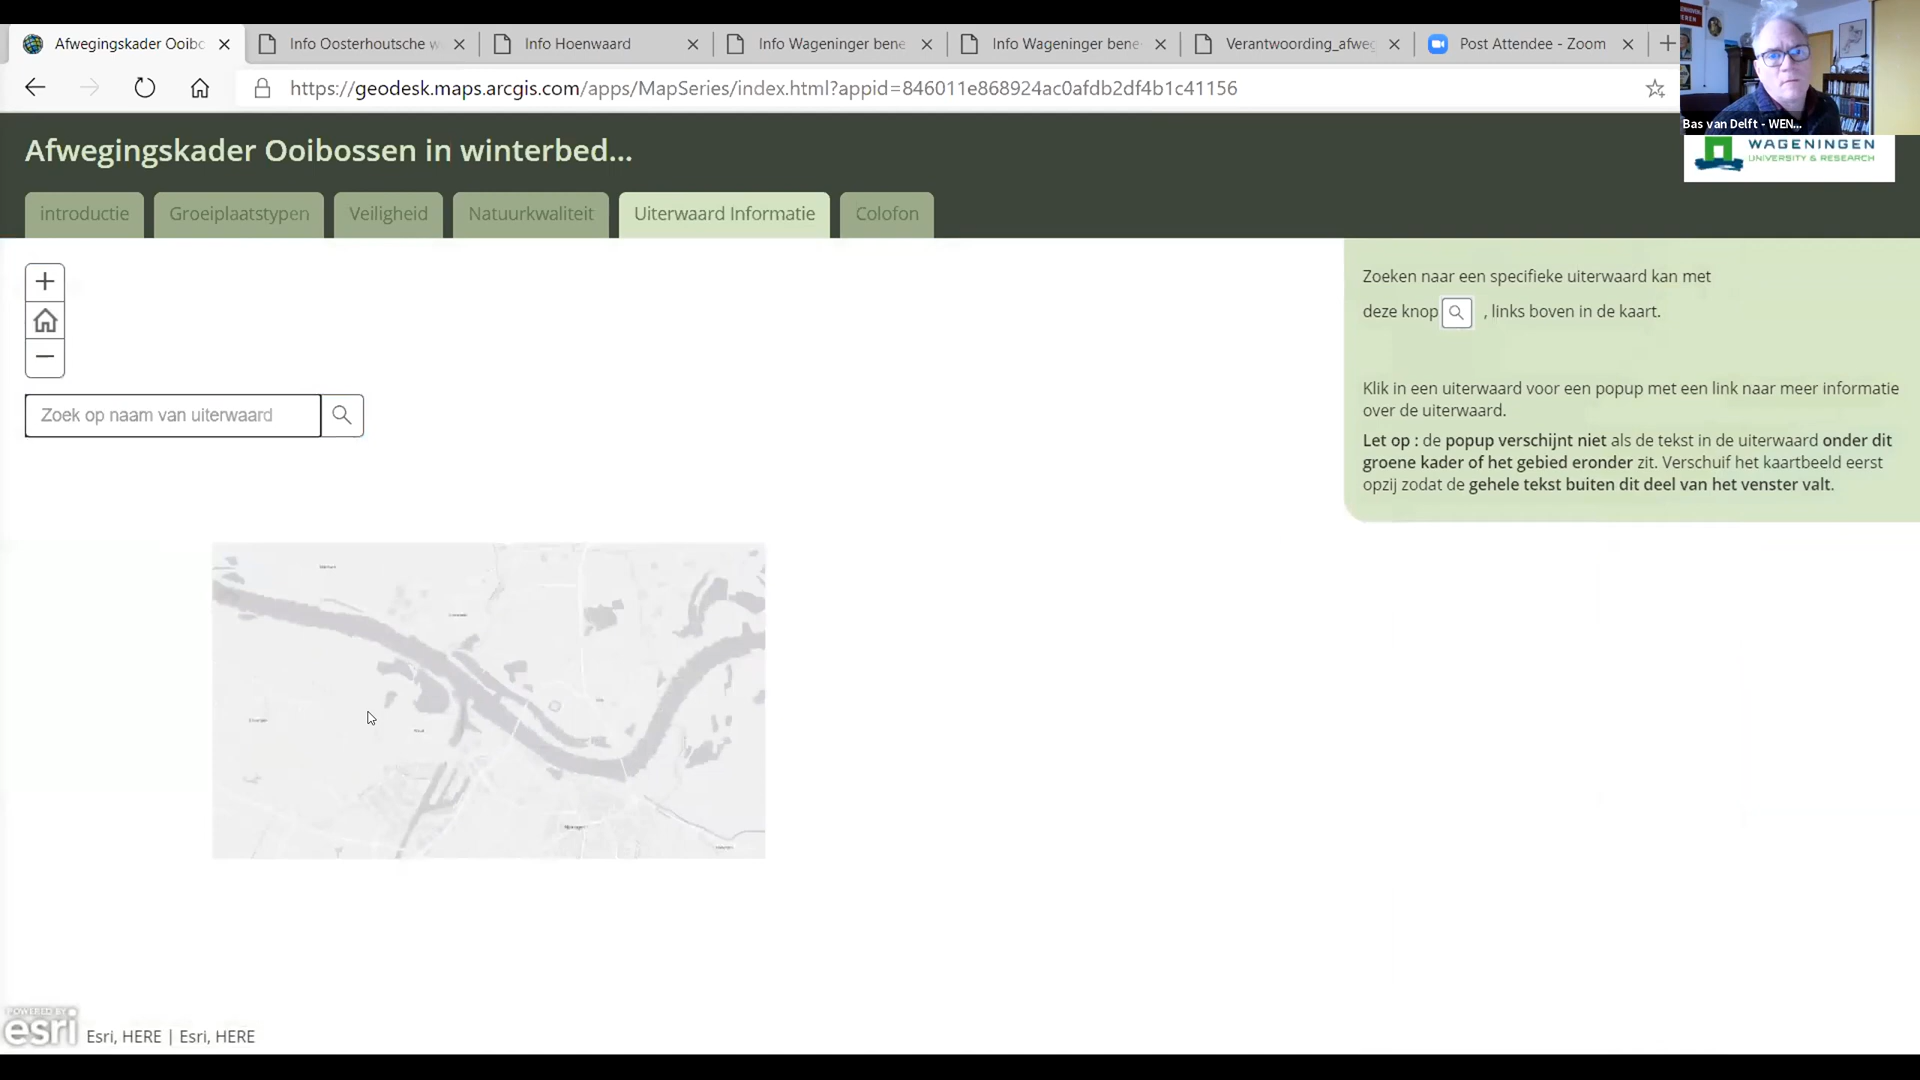 Afwegingskader Ooibc
Info Oosterhoutsche w
Info Hoenwaard
Info Wageninger bene
Info Wageninger bene
Verantwoording_afweg
Post Attendee - Zoom
https://geodesk.maps.arcgis.com/apps/MapSeries/index.html?appid=846011e868924ac0afdb2df4b1c41156
Bas van Delft - WEN...
Afwegingskader Ooibossen in winterbed...
WAGENINGEN
UNIVERSITY & RESEARCH
introductie
Groeiplaatstypen
Veiligheid
Natuurkwaliteit
Uiterwaard Informatie
Colofon
Zoeken naar een specifieke uiterwaard kan met
deze knop , links boven in de kaart.
Klik in een uiterwaard voor een popup met een link naar meer informatie
over de uiterwaard.
Let op : de popup verschijnt niet als de tekst in de uiterwaard onder dit
groene kader of het gebied eronder zit. Verschuif het kaartbeeld eerst
opzij zodat de gehele tekst buiten dit deel van het venster valt.
Zoek op naam van uiterwaard
POWERED BY
esri
Esri, HERE | Esri, HERE